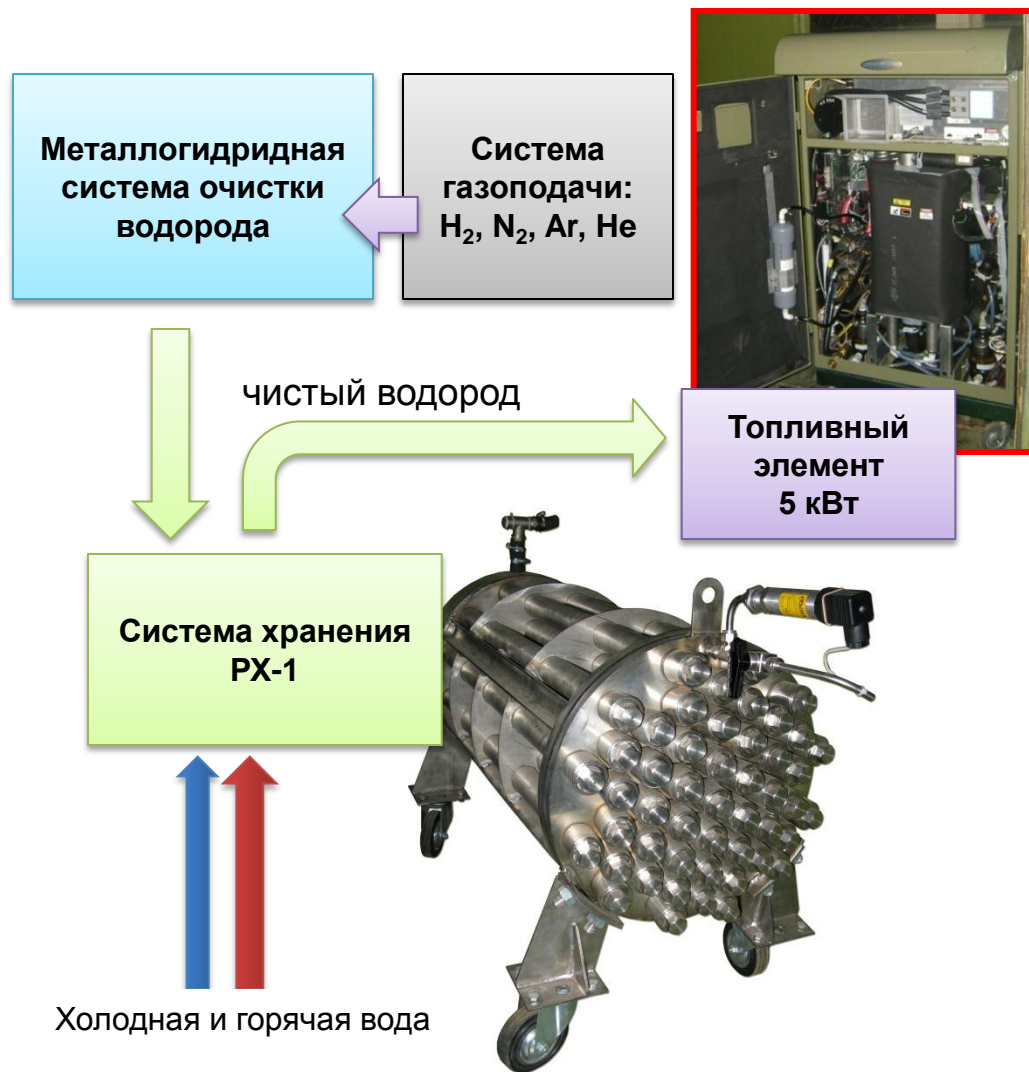 Металлогидридная
система очистки
водорода
Система
газоподачи:
H₂, N₂, Ar, He
чистый водород
Топливный
элемент
5 кВт
Система хранения
РХ-1
Холодная и горячая вода